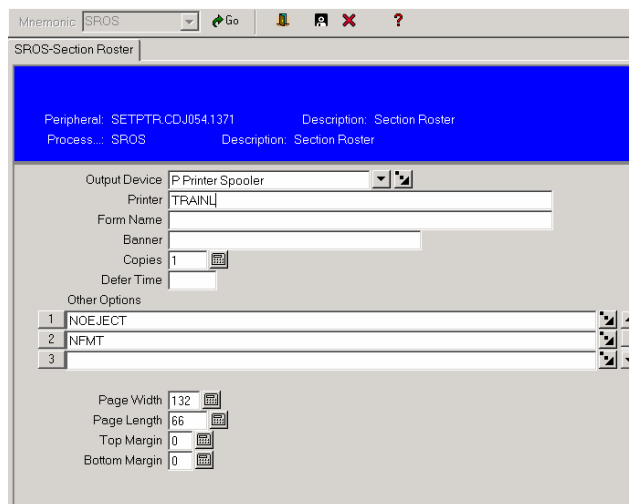 Mnemonic SROS Go ?
SROS-Section Roster
Peripheral: SETPTR.CDJ054.1371 Description: Section Roster
Process...: SROS Description: Section Roster
Output Device P Printer Spooler
Printer TRAINL
Form Name
Banner
Copies 1
Defer Time
Other Options
1 NOEJECT
2 NFMT
3
Page Width 132
Page Length 66
Top Margin 0
Bottom Margin 0